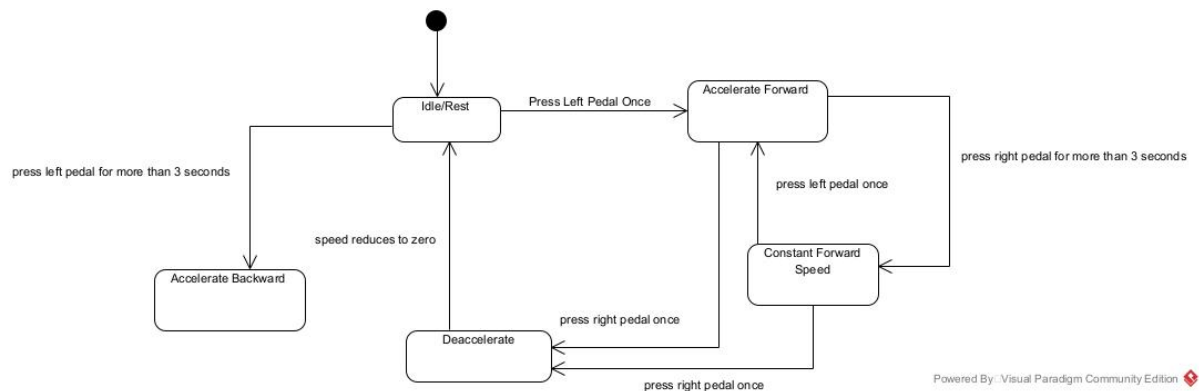 Accelerate Forward
Idle/Rest
Press Left Pedal Once
press right pedal for more than 3 seconds
press left pedal for more than 3 seconds
press left pedal once
speed reduces to zero
Constant Forward
Speed
Accelerate Backward
press right pedal once
Deaccelerate
press right pedal once
Powered By Visual Paradigm Community Edition